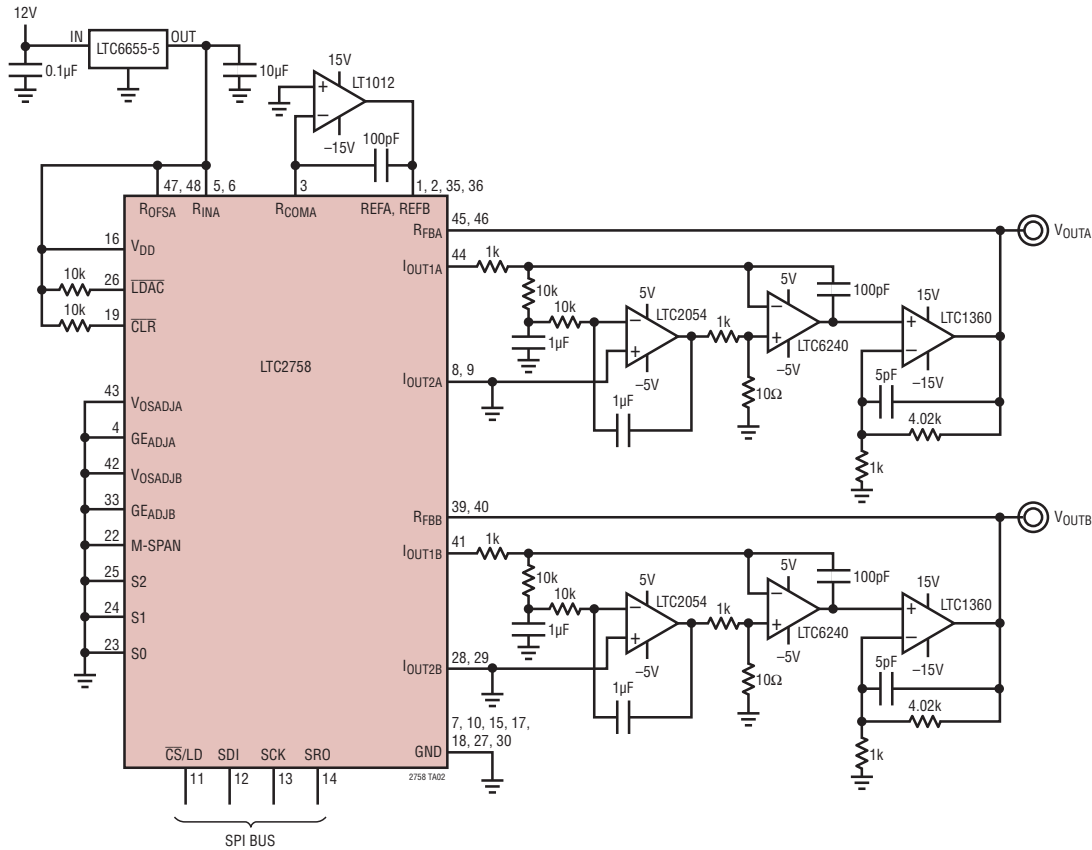 12V
IN
LTC6655-5
OUT
0.1µF
10µF
15V
LT1012
+
–
–15V
100pF
47, 48
5, 6
3
1, 2, 35, 36
ROFSA
RINA
RCOMA
REFA, REFB
RFBA
45, 46
VOUTA
16
VDD
IOUT1A
44
1k
10k
26
LDAC
10k
19
CLR
10k
10k
1µF
5V
–
LTC2054
+
–5V
1µF
1k
10Ω
5V
–
+
LTC6240
–5V
100pF
15V
+
LTC1360
–
–15V
5pF
4.02k
1k
LTC2758
IOUT2A
8, 9
43
VOSADJA
4
GEADJA
42
VOSADJB
33
GEADJB
22
M-SPAN
25
S2
24
S1
23
S0
RFBB
39, 40
VOUTB
IOUT1B
41
1k
10k
10k
1µF
5V
–
LTC2054
+
–5V
1µF
1k
10Ω
5V
–
+
LTC6240
–5V
100pF
15V
+
LTC1360
–
–15V
5pF
4.02k
1k
IOUT2B
28, 29
7, 10, 15, 17,
18, 27, 30
GND
2758 TA02
CS/LD
SDI
SCK
SRO
11
12
13
14
SPI BUS